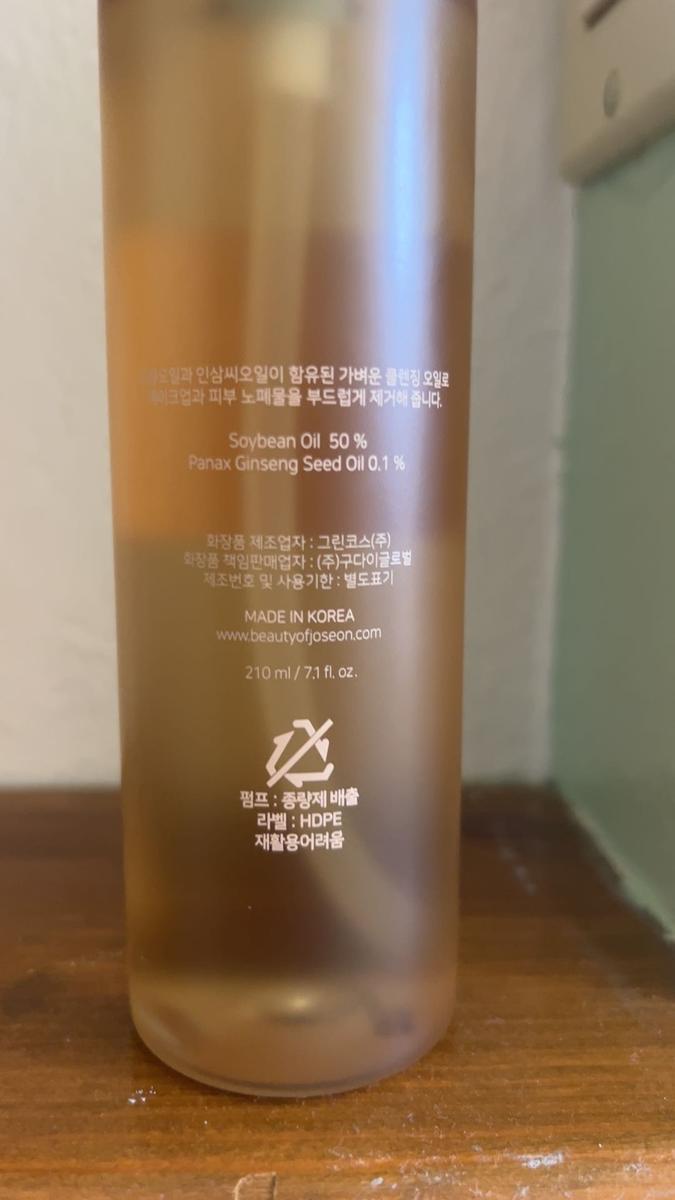 인삼씨오일이 함유된 가벼운 클렌징 오일로
피부 노폐물을 부드럽게 제거해 줍니다.
Soybean Oil 50 %
Panax Ginseng Seed Oil 0.1 %
화장품 제조업자 : 그린코스(주)
화장품 책임판매업자 : (주)구다이글로벌
제조번호 및 사용기한 : 별도표기
MADE IN KOREA
www.beautyofjoseon.com
210 ml / 7.1 fl. oz.
펌프 : 종량제 배출
라벨 : HDPE
재활용어려움